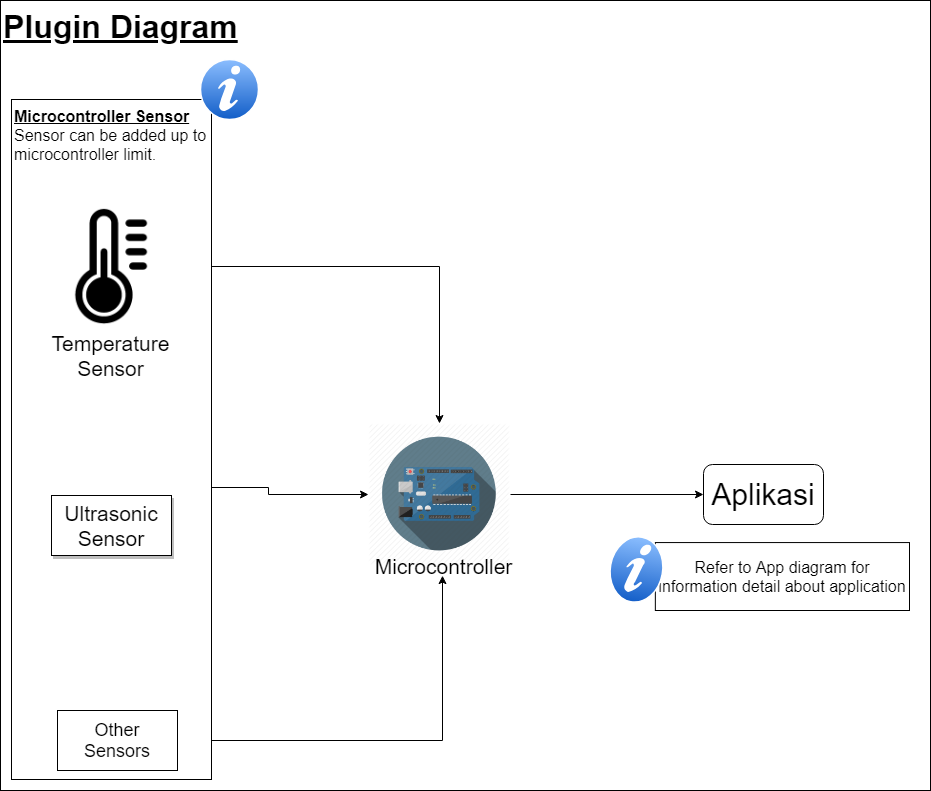 Plugin Diagram
Microcontroller Sensor
Sensor can be added up to
microcontroller limit.
Temperature
Sensor
Ultrasonic
Sensor
Other
Sensors
Microcontroller
Aplikasi
Refer to App diagram for
information detail about application